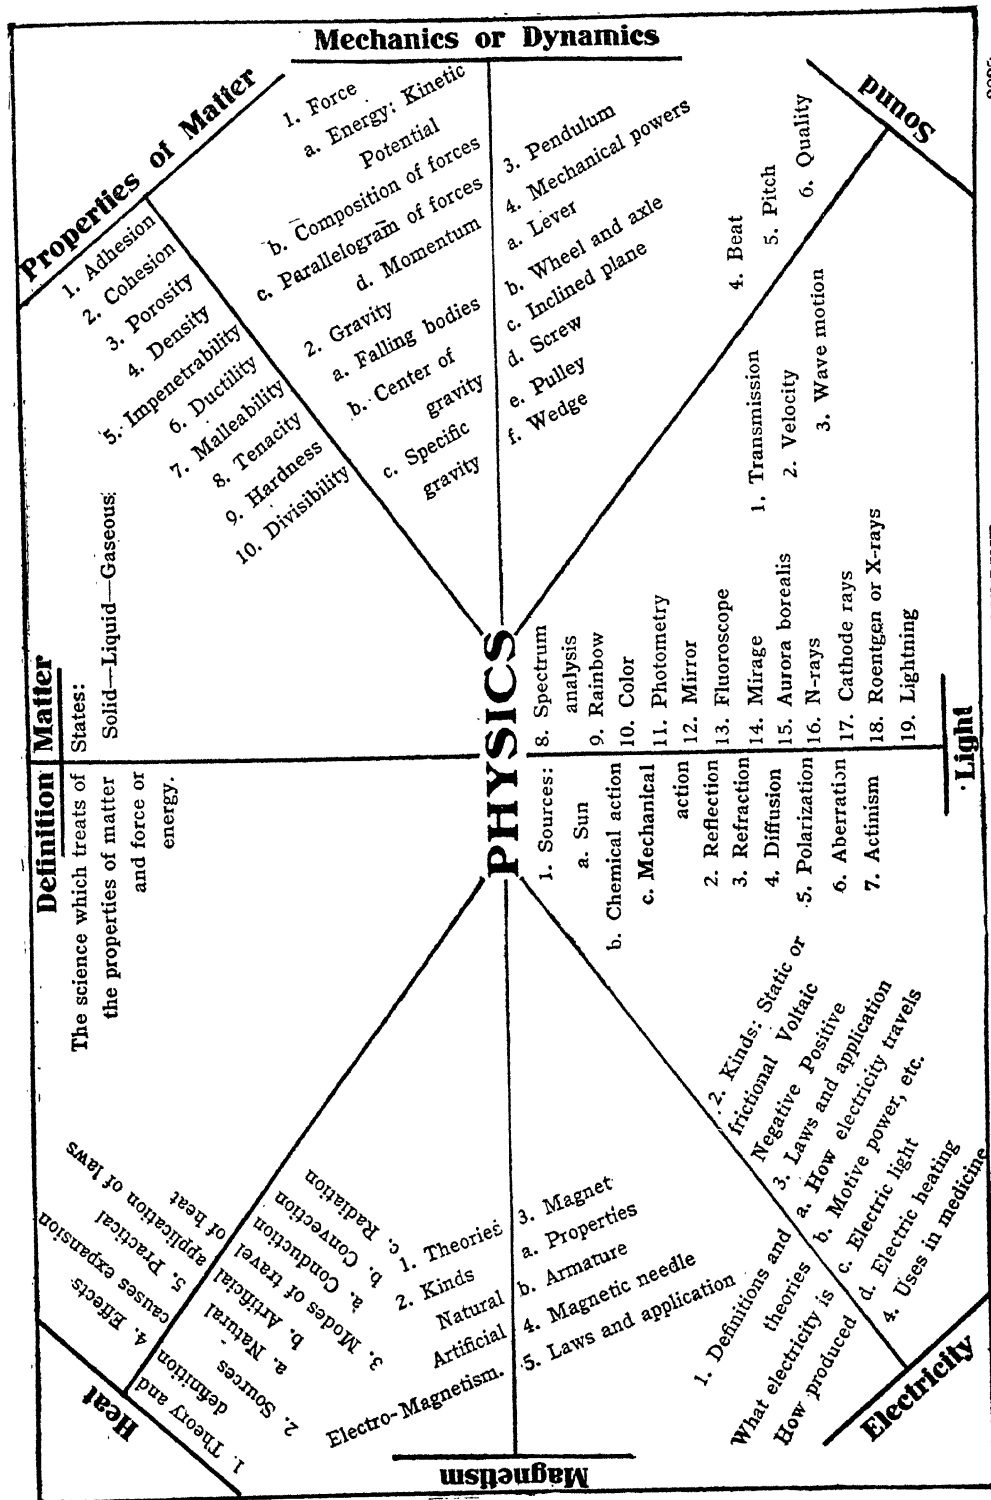 PHYSICS
Definition
The science which treats of
the properties of matter
and force or
energy.
Matter
States:
Solid—Liquid—Gaseous
Properties of Matter
1. Adhesion
2. Cohesion
3. Porosity
4. Density
5. Impenetrability
6. Ductility
7. Malleability
8. Tenacity
9. Hardness
10. Divisibility
Mechanics or Dynamics
1. Force
a. Energy: Kinetic
Potential
b. Composition of forces
c. Parallelogram of forces
d. Momentum
2. Gravity
a. Falling bodies
b. Center of
gravity
c. Specific
gravity
3. Pendulum
4. Mechanical powers
a. Lever
b. Wheel and axle
c. Inclined plane
d. Screw
e. Pulley
f. Wedge
Sound
1. Transmission
2. Velocity
3. Wave motion
4. Beat
5. Pitch
6. Quality
Light
1. Sources:
a. Sun
b. Chemical action
c. Mechanical
action
2. Reflection
3. Refraction
4. Diffusion
5. Polarization
6. Aberration
7. Actinism
8. Spectrum
analysis
9. Rainbow
10. Color
11. Photometry
12. Mirror
13. Fluoroscope
14. Mirage
15. Aurora borealis
16. N-rays
17. Cathode rays
18. Roentgen or X-rays
19. Lightning
Electricity
1. Definitions and
theories
What electricity is
How produced
2. Kinds: Static or
frictional Voltaic
Negative Positive
3. Laws and application
a. How electricity travels
b. Motive power, etc.
c. Electric light
d. Electric heating
4. Uses in medicine
Magnetism
1. Theories
2. Kinds
Natural
Artificial
Electro-Magnetism.
3. Magnet
a. Properties
b. Armature
4. Magnetic needle
5. Laws and application
Heat
1. Theory and
definition
2. Sources
a. Natural
b. Artificial
3. Modes of travel
a. Conduction
b. Convection
c. Radiation
4. Effects
causes expansion
5. Practical
application of laws
of heat